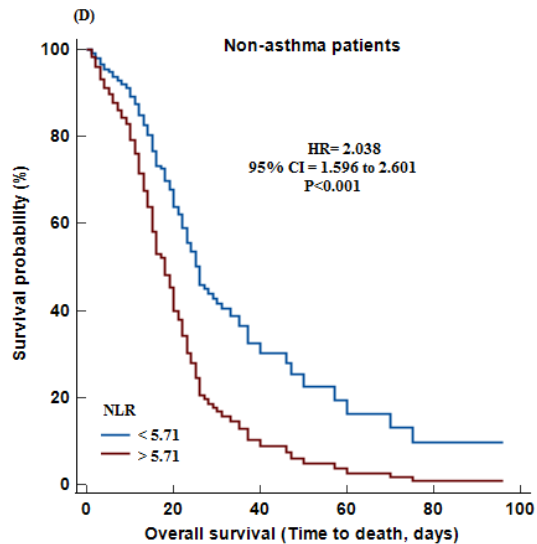 (D)
Non-asthma patients
HR= 2.038
95% CI = 1.596 to 2.601
P<0.001
Survival probability (%)
100
80
60
40
20
0
NLR
< 5.71
> 5.71
0 20 40 60 80 100
Overall survival (Time to death, days)